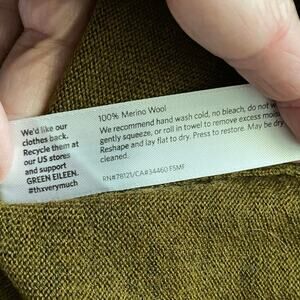 We'd like our
clothes back.
Recycle them at
our US stores
and support
GREEN EILEEN.
#thxverymuch
100% Merino Wool
We recommend hand wash cold, no bleach, do not w
gently squeeze, or roll in towel to remove excess moist
Reshape and lay flat to dry. Press to restore. May be dry
cleaned.
RN#78121/CA#34460 F5MF